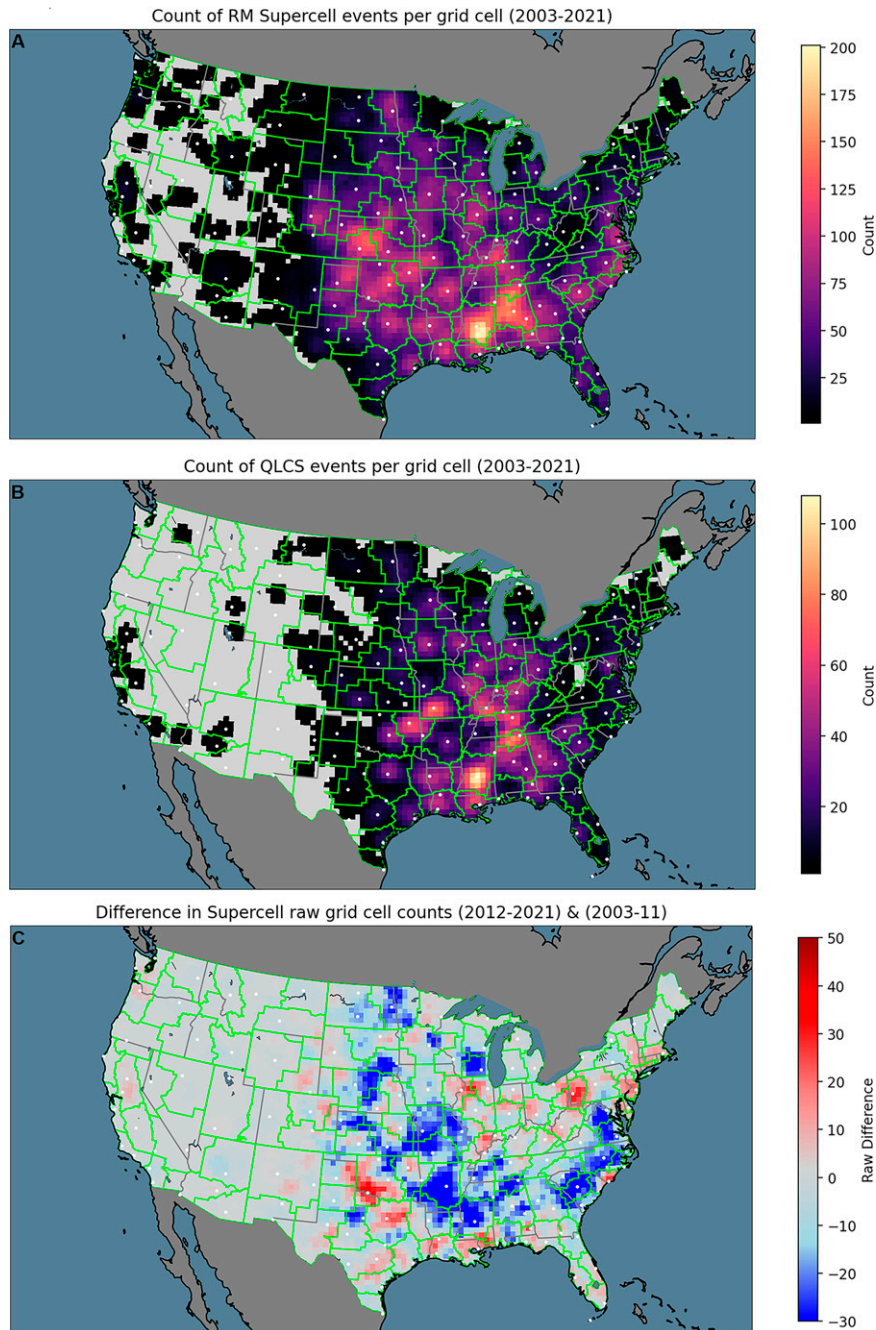 Count of RM Supercell events per grid cell (2003-2021)
A
200
175
150
125
100
75
50
25
Count
Count of QLCS events per grid cell (2003-2021)
B
100
80
60
40
20
Count
Difference in Supercell raw grid cell counts (2012-2021) & (2003-11)
C
50
40
30
20
10
0
−10
−20
−30
Raw Difference